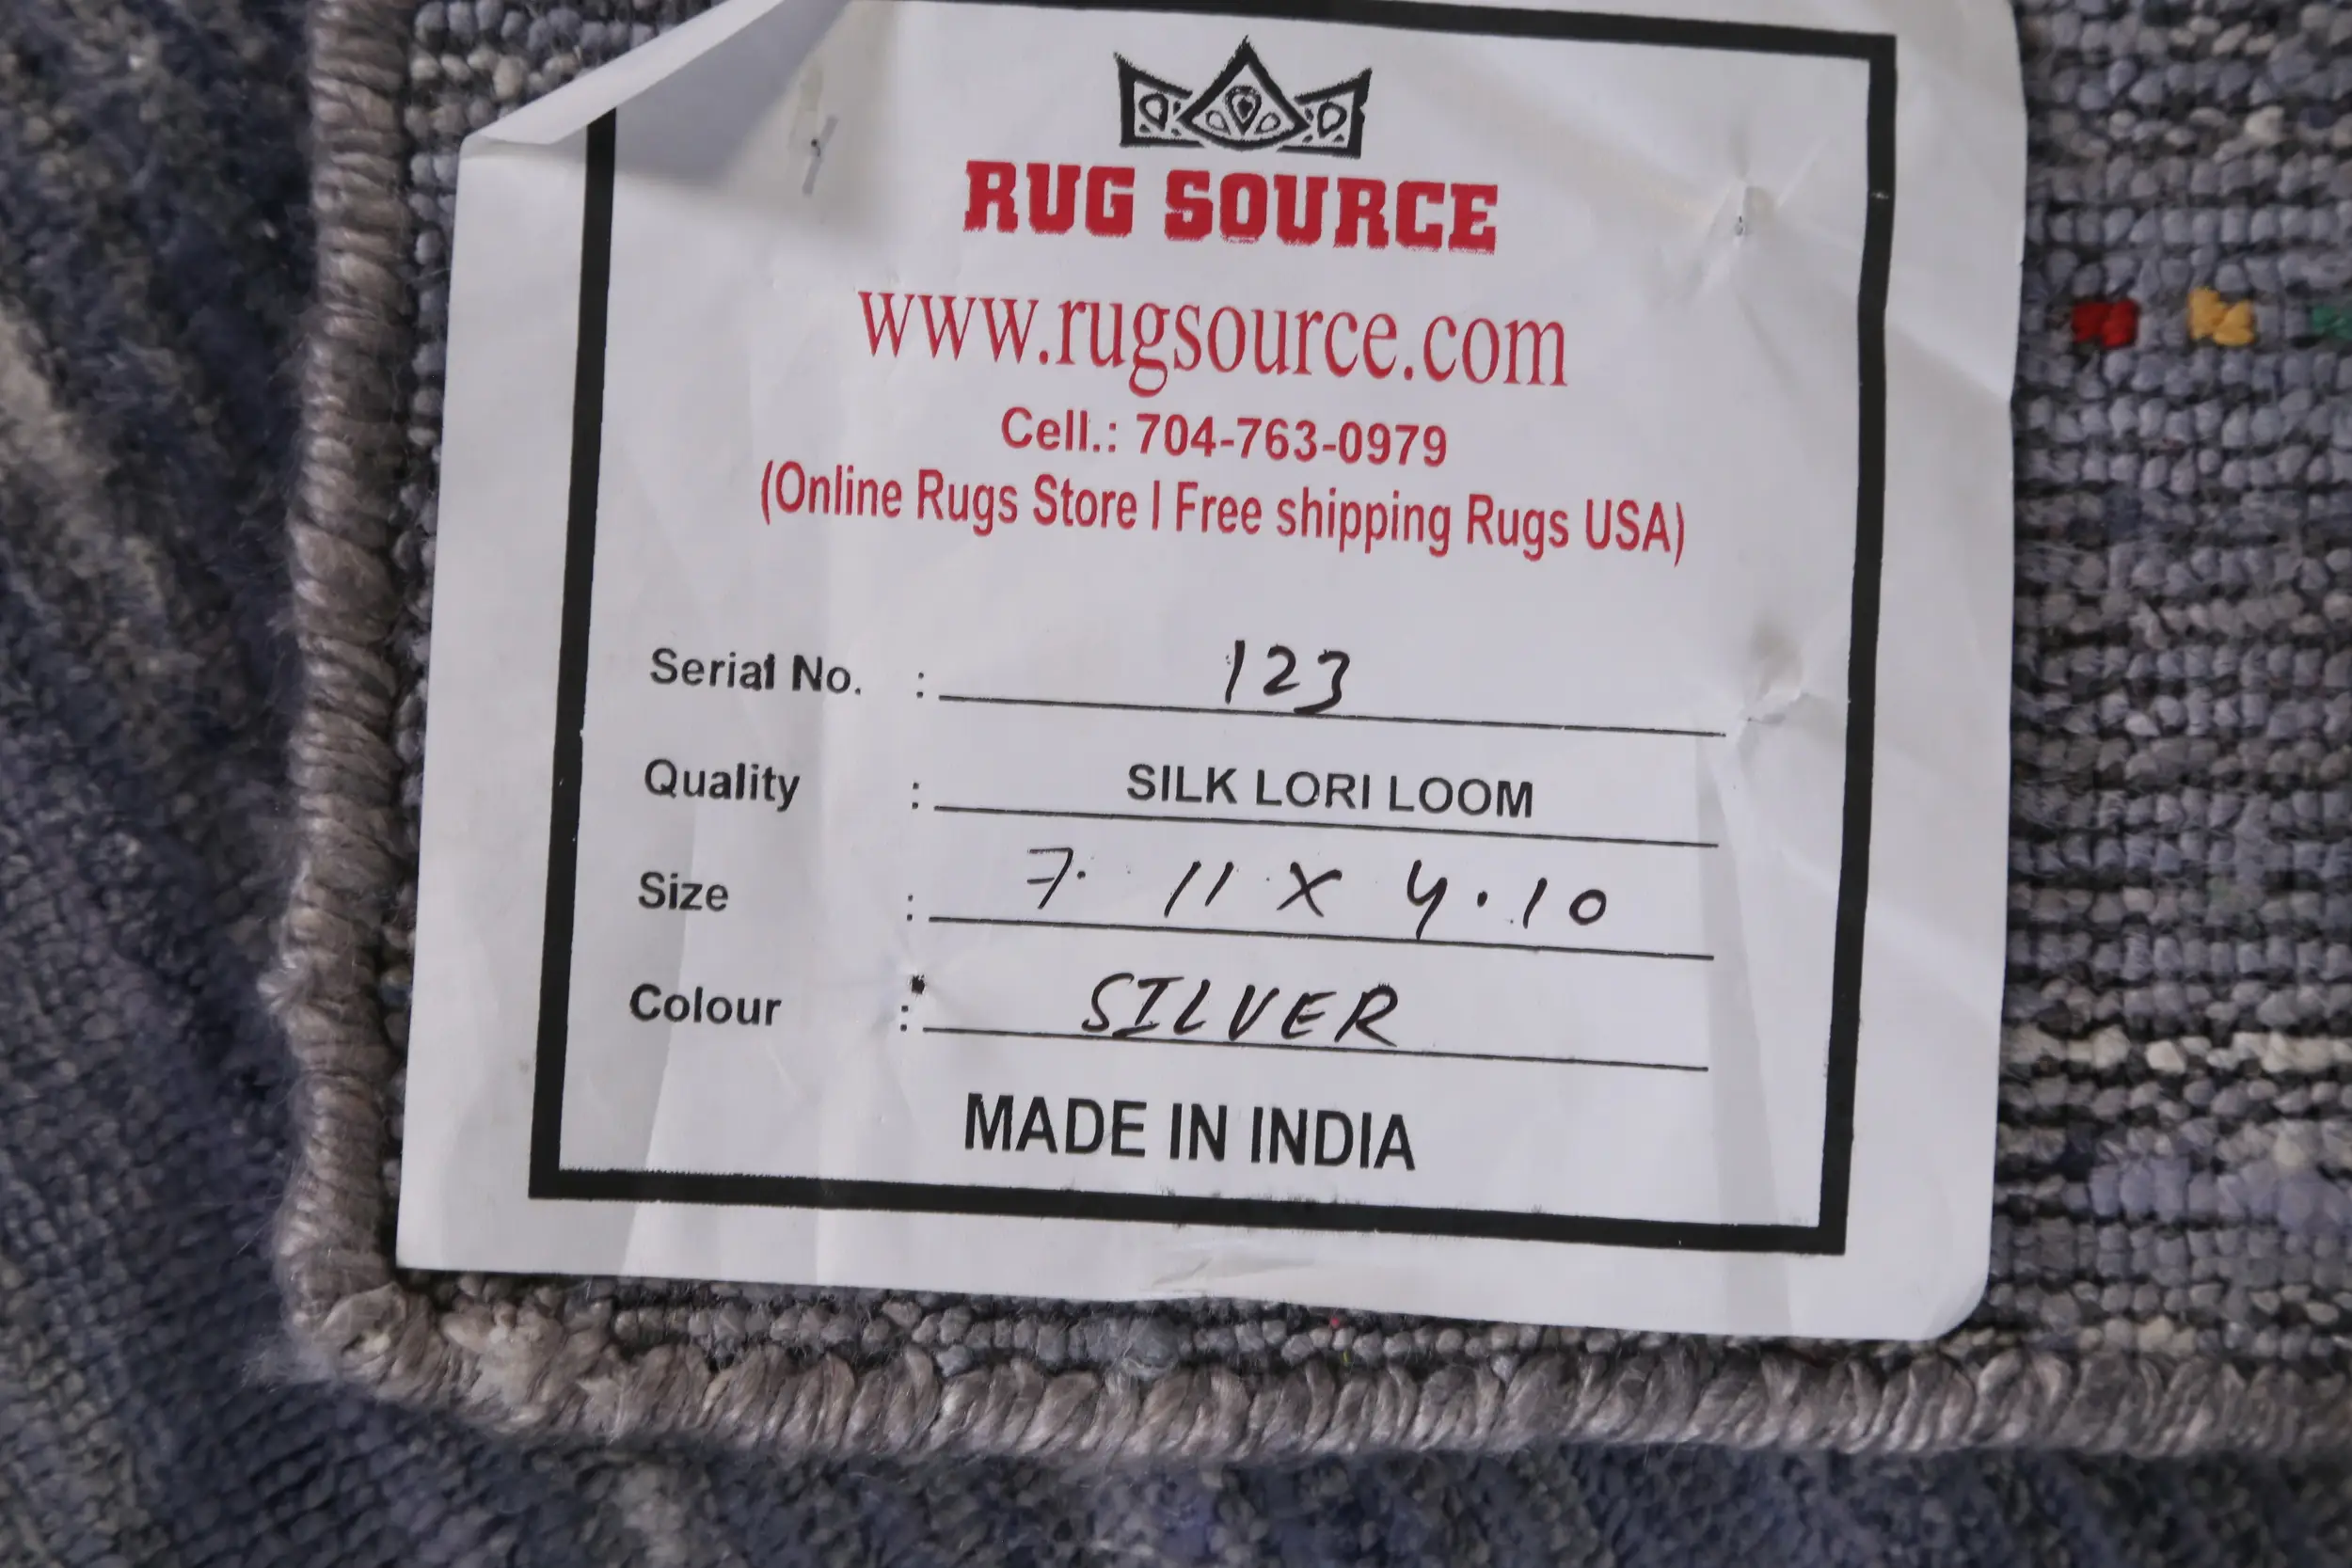 RUG SOURCE
www.rugsource.com
Cell.: 704-763-0979
(Online Rugs Store I Free shipping Rugs USA)
Serial No. : 123
Quality : SILK LORI LOOM
Size : 7. 11 X 4.10
Colour : SILVER
MADE IN INDIA